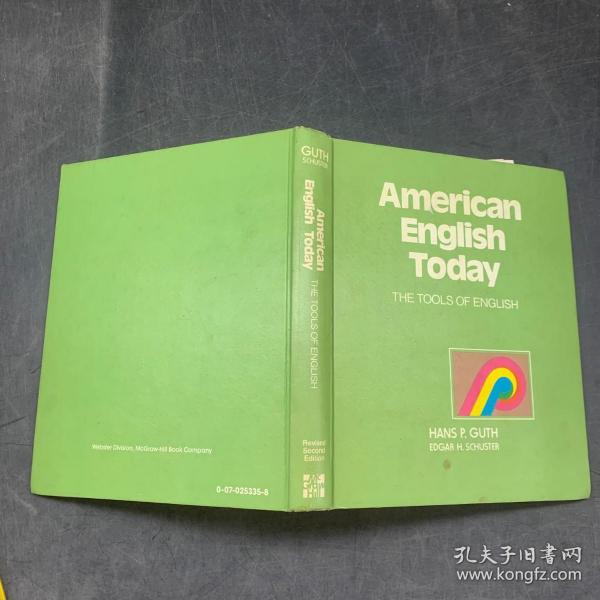 Webster Division, McGraw-Hill Book Company
0-07-025335-8
GUTH
SCHUSTER
American
English Today
THE TOOLS OF ENGLISH
Revised
Second
Edition
American
English
Today
THE TOOLS OF ENGLISH
HANS P. GUTH
EDGAR H. SCHUSTER
孔夫子旧书网
www.kongfz.com